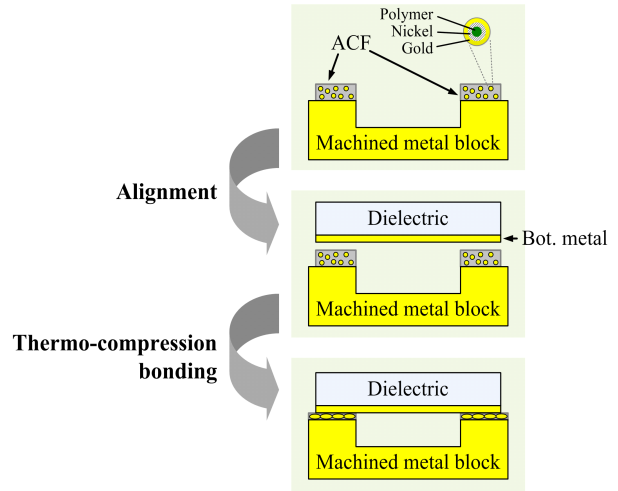 Polymer
Nickel
Gold
ACF
Machined metal block
Alignment
Dielectric
Bot. metal
Machined metal block
Thermo-compression
bonding
Dielectric
Machined metal block